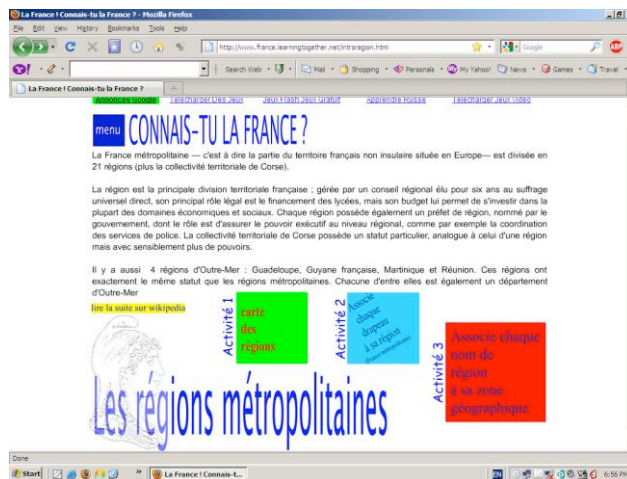 La France ! Connais-tu la France ? - Mozilla Firefox
File Edit View History Bookmarks Tools Help
http://www.france.learningtogether.net/introregion.html
Google
ABP
Search Web Mail Shopping Personals My Yahoo! News Games Travel
La France ! Connais-tu la France ?
Annonces Google Télécharger Des Jeux Jeux Flash Jeux Gratuit Apprendre Russe Télécharger Jeux Vidéo
menu CONNAIS-TU LA FRANCE ?
La France métropolitaine — c'est à dire la partie du territoire français non insulaire située en Europe— est divisée en
21 régions (plus la collectivité territoriale de Corse).
La région est la principale division territoriale française ; gérée par un conseil régional élu pour six ans au suffrage
universel direct, son principal rôle légal est le financement des lycées, mais son budget lui permet de s'investir dans la
plupart des domaines économiques et sociaux. Chaque région possède également un préfet de région, nommé par le
gouvernement, dont le rôle est d'assurer le pouvoir exécutif au niveau régional, comme par exemple la coordination
des services de police. La collectivité territoriale de Corse possède un statut particulier, analogue à celui d'une région
mais avec sensiblement plus de pouvoirs.
Il y a aussi 4 régions d'Outre-Mer : Guadeloupe, Guyane française, Martinique et Réunion. Ces régions ont
exactement le même statut que les régions métropolitaines. Chacune d'entre elles est également un département
d'Outre-Mer
lire la suite sur wikipedia
Activité 1
carte
des
régions
Activité 2
Associe
chaque
drapeau
à sa région
Activité 3
Associe chaque
nom de
région
à sa zone
géographique
Les régions métropolitaines
Done
Start
La France ! Connais-t...
EN
6:56 PM